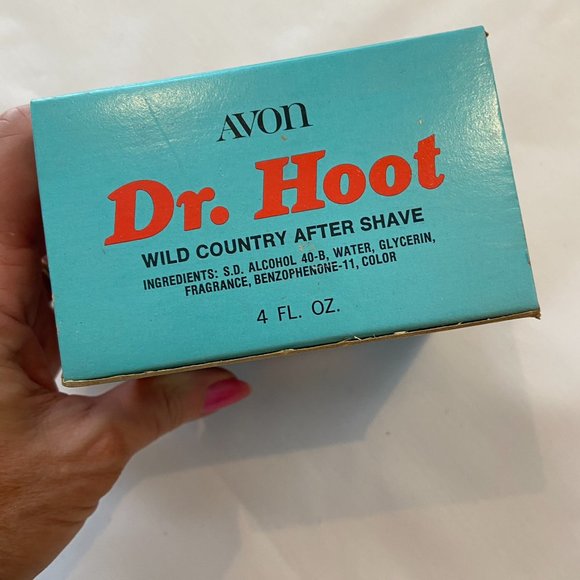 AVON
Dr. Hoot
WILD COUNTRY AFTER SHAVE
INGREDIENTS: S.D. ALCOHOL 40-B, WATER, GLYCERIN,
FRAGRANCE, BENZOPHENONE-11, COLOR
4 FL. OZ.